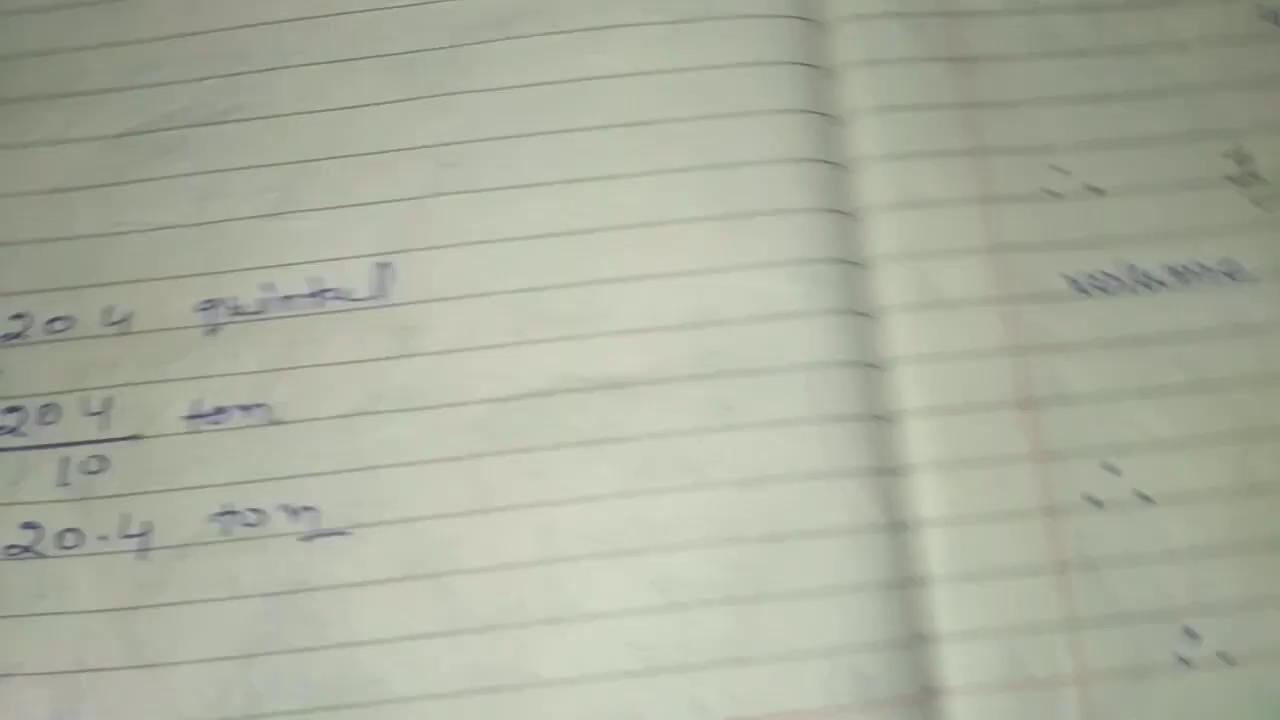 204 quintal
204 ton
10
20.4 ton
∴
∴
∴